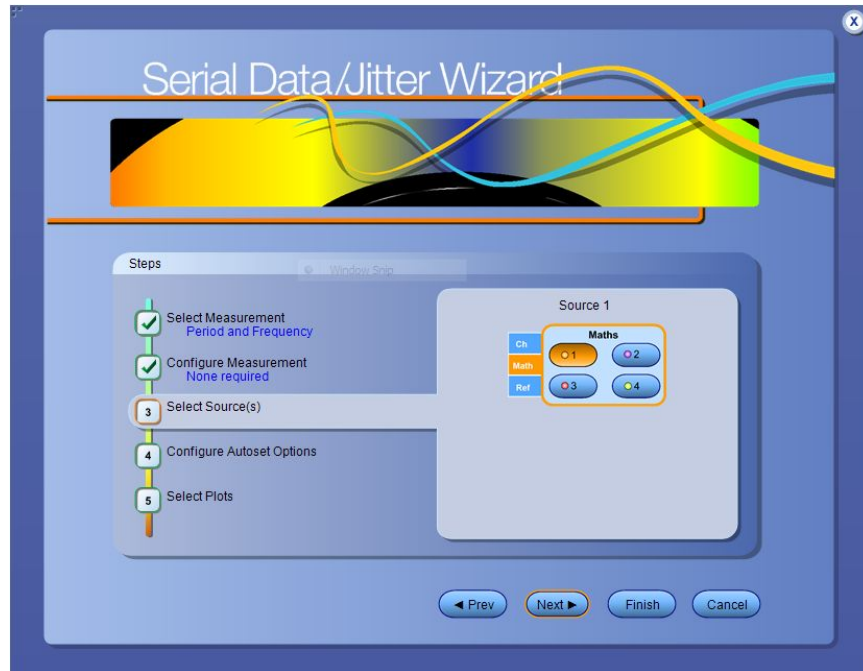 X
Serial Data/Jitter Wizard
Steps
Window Snip
Select Measurement
Period and Frequency
Configure Measurement
None required
3 Select Source(s)
4 Configure Autoset Options
5 Select Plots
Source 1
Ch
Math
Ref
Maths
1 2
3 4
◄ Prev Next ► Finish Cancel